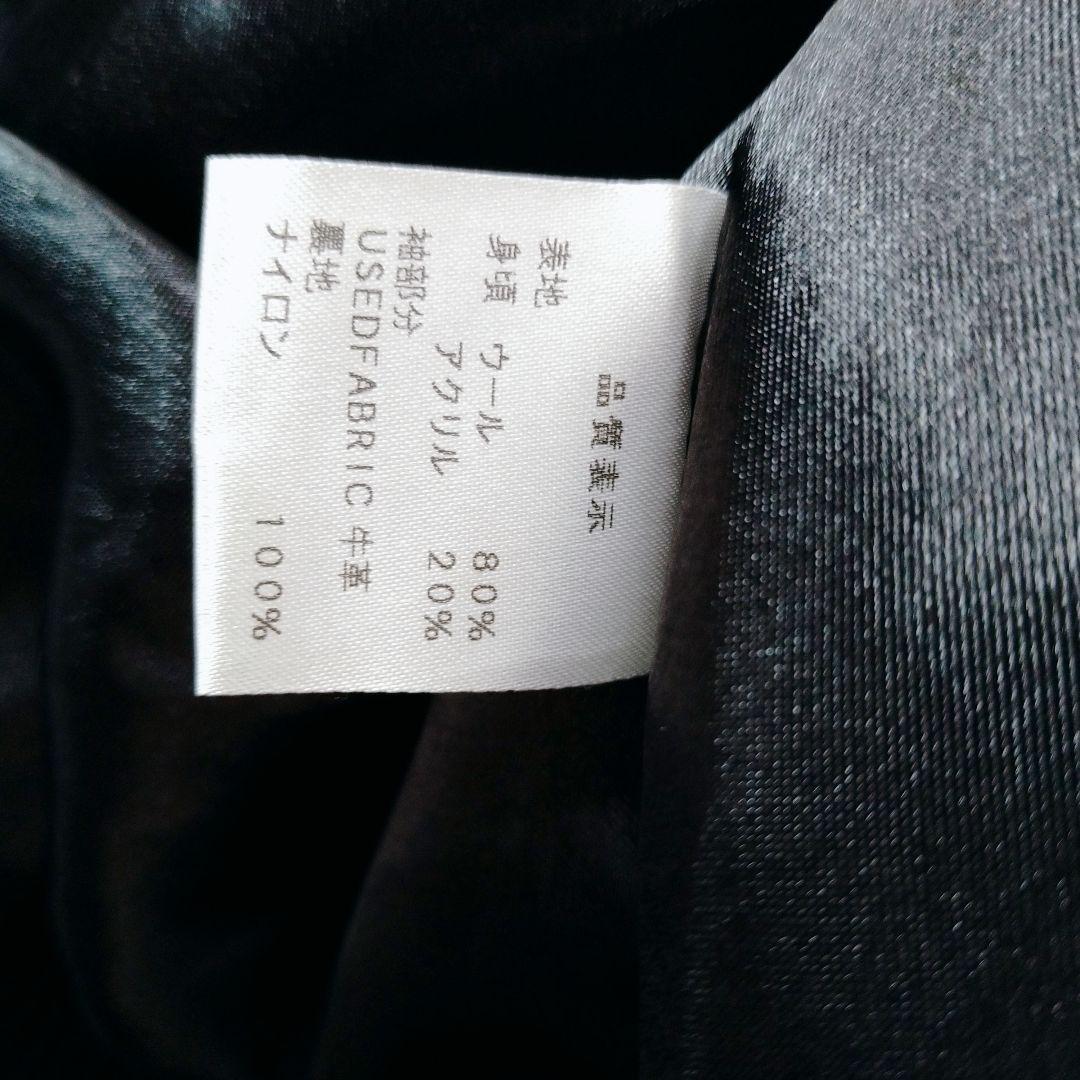 品質表示
表地
身頃 ウール 80%
アクリル 20%
袖部分
USEDFABRIC 牛革
裏地
ナイロン 100%